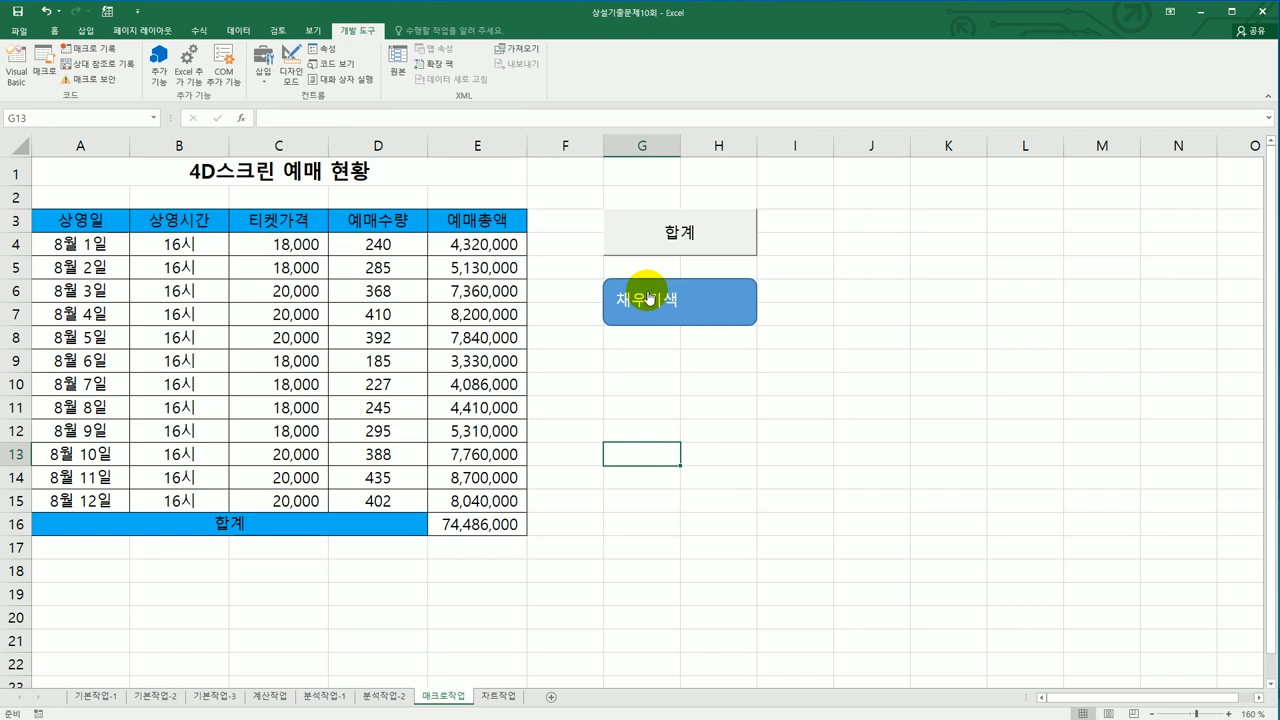 상설기출문제10회 - Excel
파일 홈 삽입 페이지 레이아웃 수식 데이터 검토 보기 개발 도구 수행할 작업을 알려 주세요. 공유
Visual Basic
매크로
매크로 기록
상대 참조로 기록
매크로 보안
코드
추가 기능
Excel 추가 기능
COM 추가 기능
추가 기능
삽입
디자인 모드
속성
코드 보기
대화 상자 실행
컨트롤
원본
맵 속성
확장 팩
데이터 새로 고침
가져오기
내보내기
XML
G13 fx
A B C D E F G H I J K L M N O
1 4D스크린 예매 현황
2
3 상영일 상영시간 티켓가격 예매수량 예매총액 합계
4 8월 1일 16시 18,000 240 4,320,000
5 8월 2일 16시 18,000 285 5,130,000
6 8월 3일 16시 20,000 368 7,360,000
채우기색
7 8월 4일 16시 20,000 410 8,200,000
8 8월 5일 16시 20,000 392 7,840,000
9 8월 6일 16시 18,000 185 3,330,000
10 8월 7일 16시 18,000 227 4,086,000
11 8월 8일 16시 18,000 245 4,410,000
12 8월 9일 16시 18,000 295 5,310,000
13 8월 10일 16시 20,000 388 7,760,000
14 8월 11일 16시 20,000 435 8,700,000
15 8월 12일 16시 20,000 402 8,040,000
16 합계 74,486,000
17
18
19
20
21
22
23
기본작업-1 기본작업-2 기본작업-3 계산작업 분석작업-1 분석작업-2 매크로작업 차트작업
준비 160 %